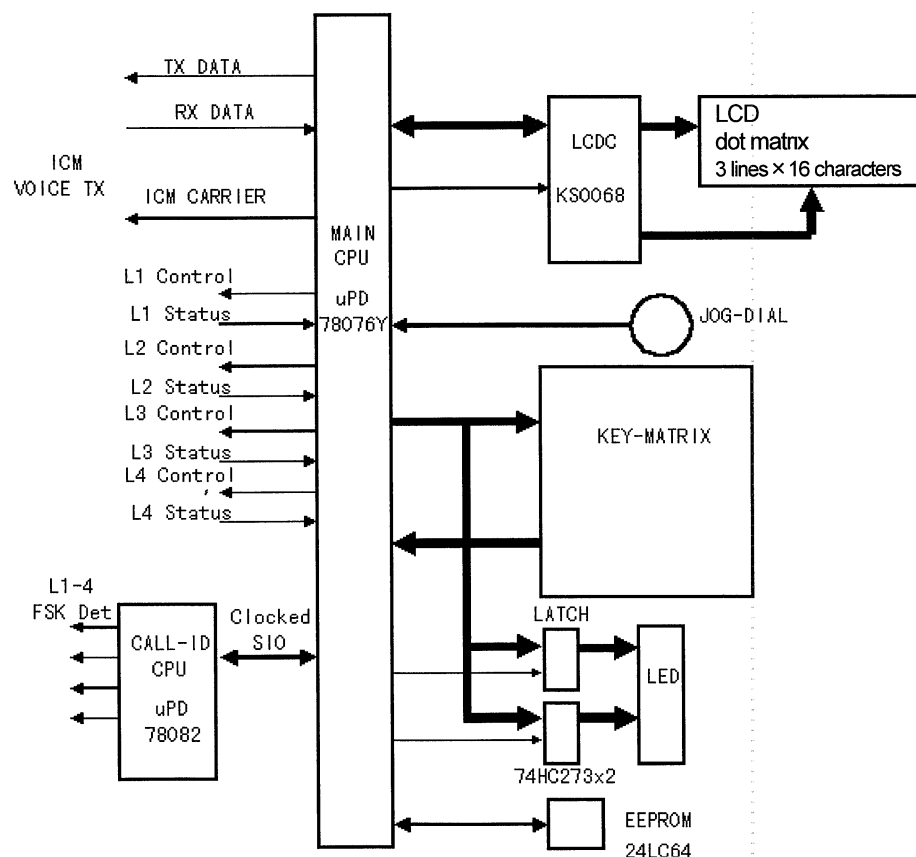 TX DATA
RX DATA
ICM
VOICE TX
ICM CARRIER
L1 Control
L1 Status
L2 Control
L2 Status
L3 Control
L3 Status
L4 Control
L4 Status
L1-4
FSK Det
CALL-ID
CPU
uPD
78082
Clocked
SIO
MAIN
CPU
uPD
78076Y
LCDC
KS0068
LCD
dot matrix
3 lines × 16 characters
JOG-DIAL
KEY-MATRIX
LATCH
LED
74HC273x2
EEPROM
24LC64